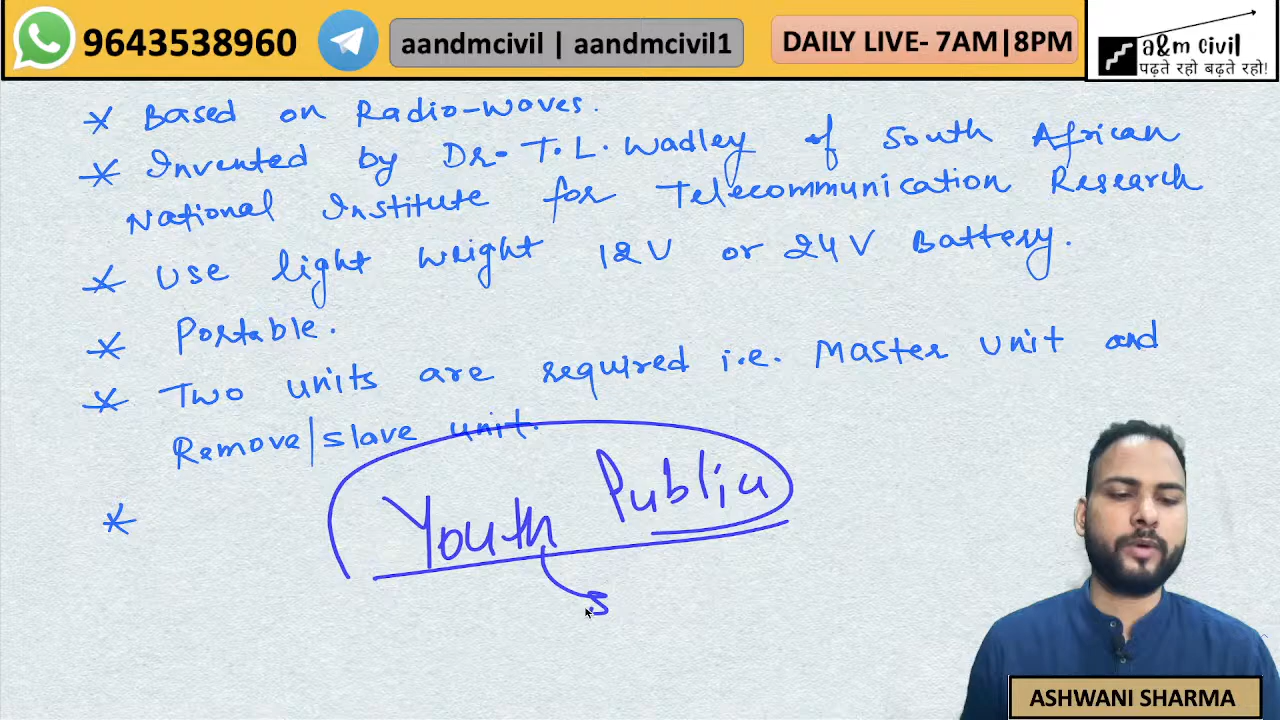 9643538960
aandmcivil | aandmcivil1
DAILY LIVE- 7AM|8PM
a&m civil
पढ़ते रहो बढ़ते रहो!
* Based on Radio-waves.
* Invented by Dr. T.L. Wadley of South African
National Institute for Telecommunication Research
* Use light weight 12V or 24V Battery.
* Portable.
* Two units are required i.e. Master unit and
Remove/slave unit.
Youth Public
*
ASHWANI SHARMA